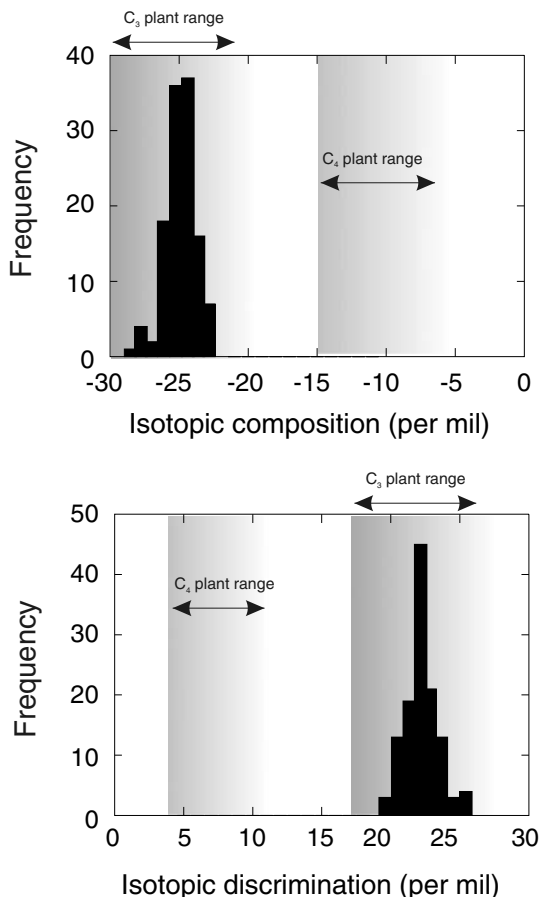 C₃ plant range
40
30
20
10
0
Frequency
C₄ plant range
-30 -25 -20 -15 -10 -5 0
Isotopic composition (per mil)
C₃ plant range
50
40
30
20
10
0
Frequency
C₄ plant range
0 5 10 15 20 25 30
Isotopic discrimination (per mil)